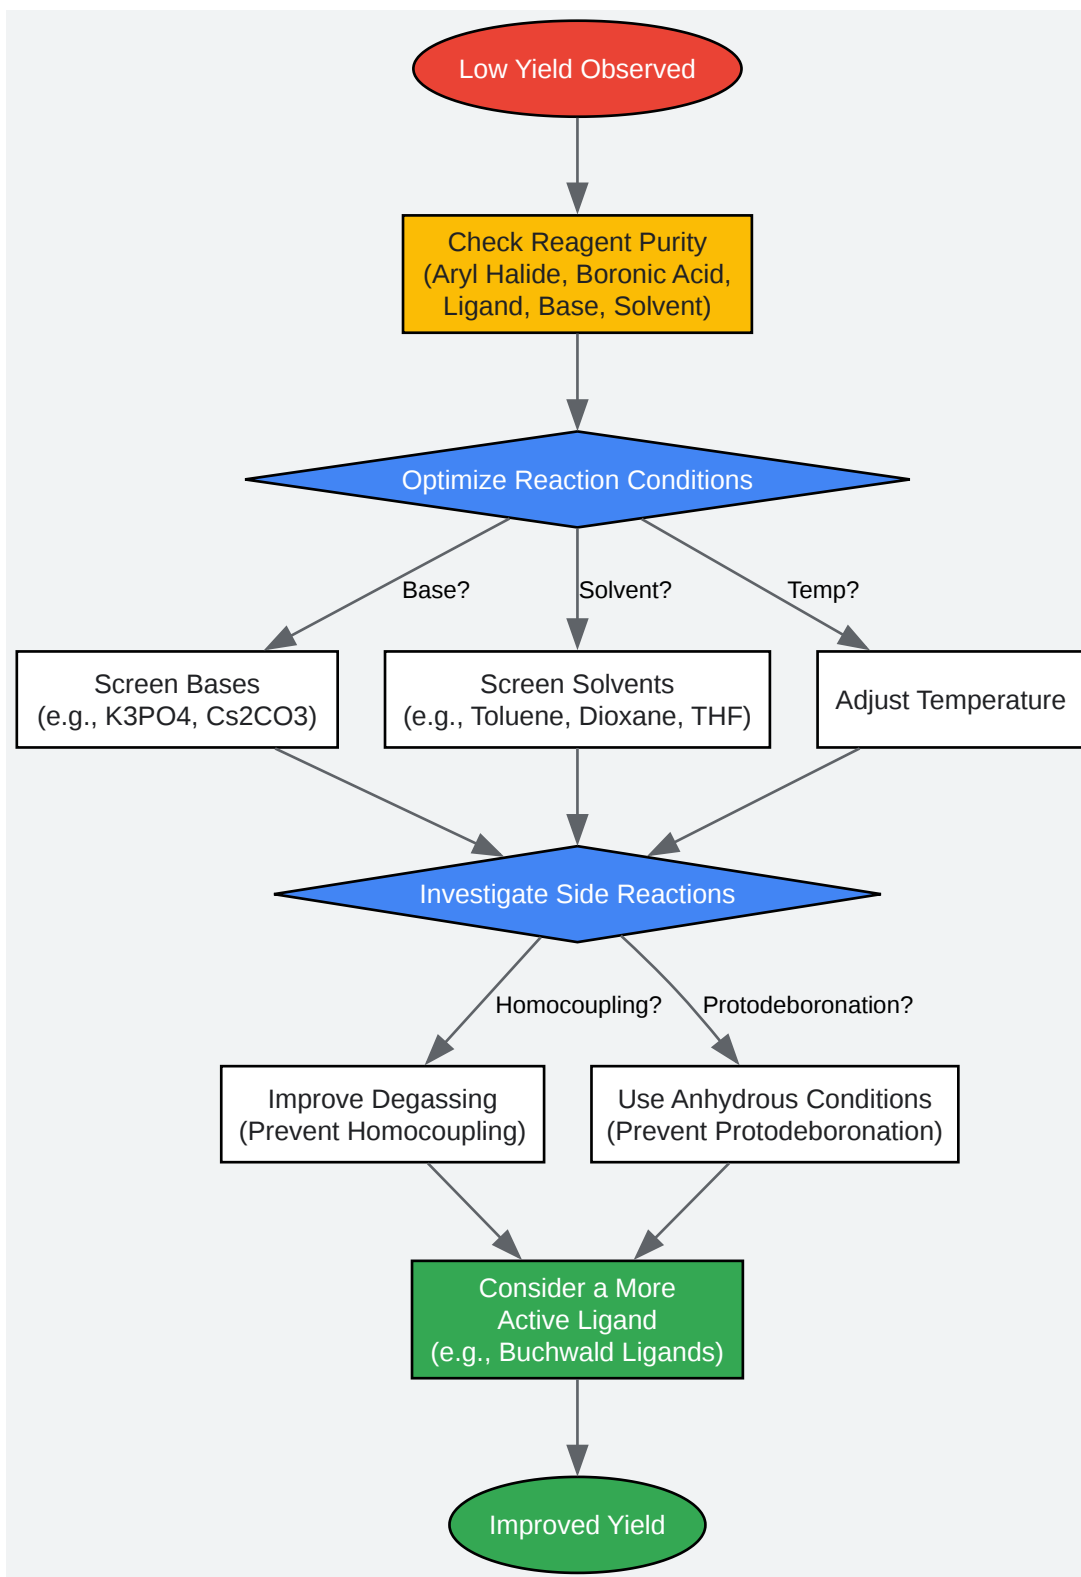 Low Yield Observed
Check Reagent Purity
(Aryl Halide, Boronic Acid,
Ligand, Base, Solvent)
Optimize Reaction Conditions
Base?
Solvent?
Temp?
Screen Bases
(e.g., K3PO4, Cs2CO3)
Screen Solvents
(e.g., Toluene, Dioxane, THF)
Adjust Temperature
Investigate Side Reactions
Homocoupling?
Protodeboronation?
Improve Degassing
(Prevent Homocoupling)
Use Anhydrous Conditions
(Prevent Protodeboronation)
Consider a More
Active Ligand
(e.g., Buchwald Ligands)
Improved Yield